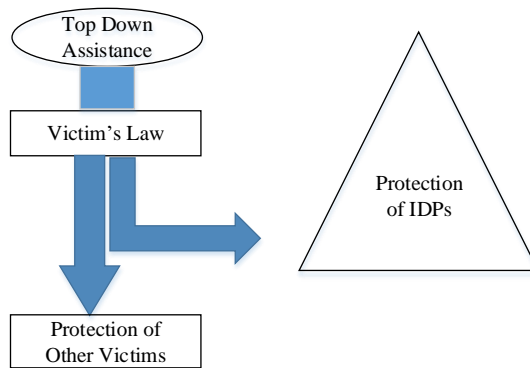 Top Down
Assistance
Victim's Law
Protection
of IDPs
Protection of
Other Victims